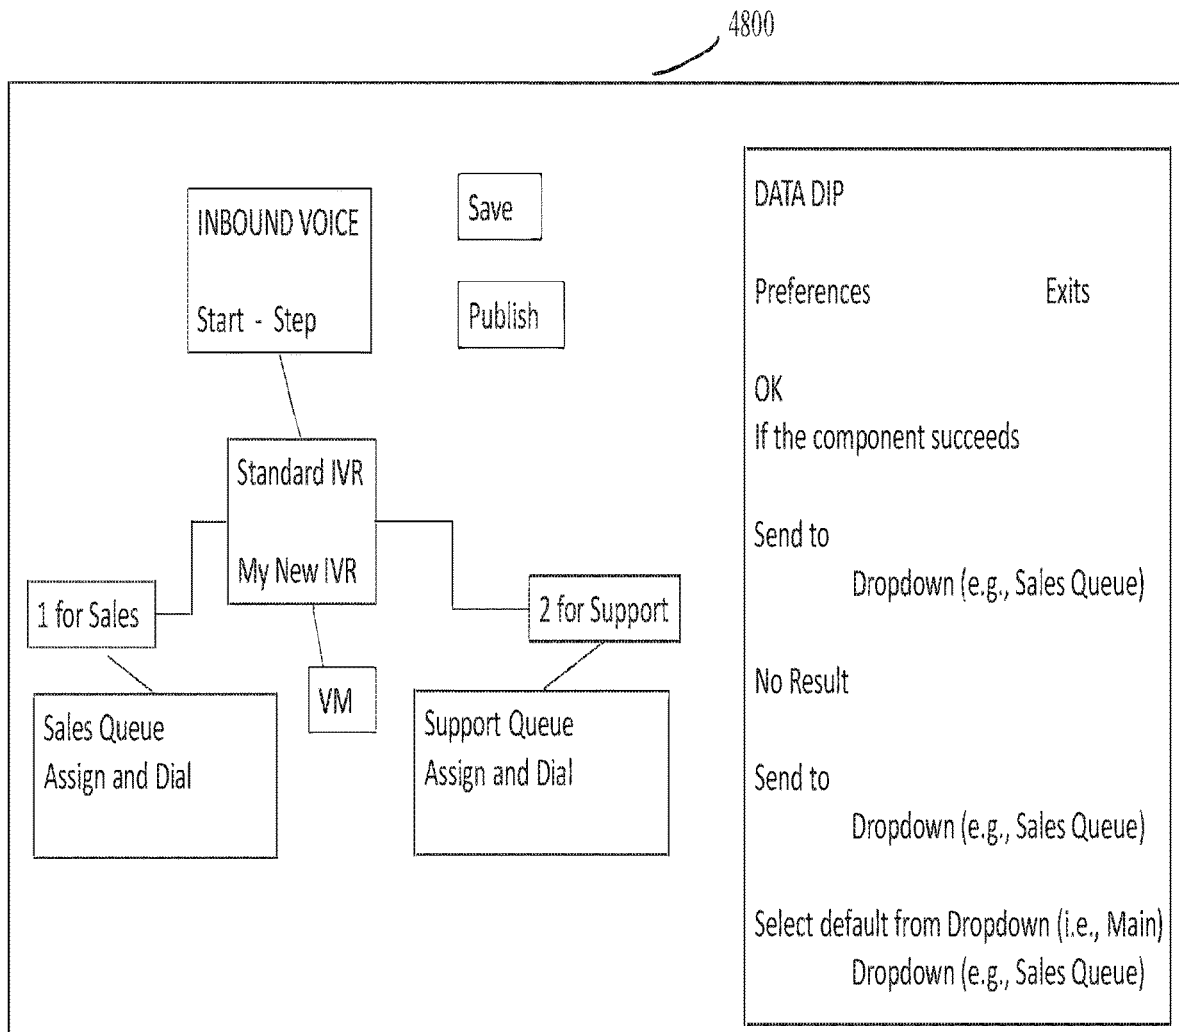 4800
INBOUND VOICE
Start - Step
Save
Publish
Standard IVR
My New IVR
1 for Sales
2 for Support
VM
Sales Queue
Assign and Dial
Support Queue
Assign and Dial
DATA DIP
Preferences Exits
OK
If the component succeeds
Send to
Dropdown (e.g., Sales Queue)
No Result
Send to
Dropdown (e.g., Sales Queue)
Select default from Dropdown (i.e., Main)
Dropdown (e.g., Sales Queue)